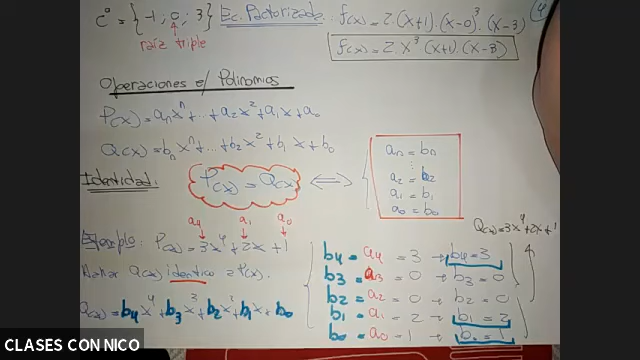 C⁰ = {-1; 0; 3} Ec. Factorizada: f(x) = 2·(x+1)·(x-0)³·(x-3)
raíz triple
f(x) = 2·x³(x+1)(x-3)
Operaciones e/ Polinomios
P(x) = aₙxⁿ+...+a₂x²+a₁x+a₀
Q(x) = bₙxⁿ+...+b₂x²+b₁x+b₀
Identidad:
P(x) = Q(x) ⟺
aₙ = bₙ
⋮
a₂ = b₂
a₁ = b₁
a₀ = b₀
a₄ a₁ a₀
Ejemplo: P(x) = 3x⁴+2x+1
Hallar Q(x) identico a P(x).
Q(x) = b₄x⁴+b₃x³+b₂x²+b₁x+b₀
b₄ = a₄ = 3 → b₄ = 3
b₃ = a₃ = 0 → b₃ = 0
b₂ = a₂ = 0 → b₂ = 0
b₁ = a₁ = 2 → b₁ = 2
b₀ = a₀ = 1 → b₀ = 1
Q(x) = 3x⁴+2x+1
CLASES CON NICO